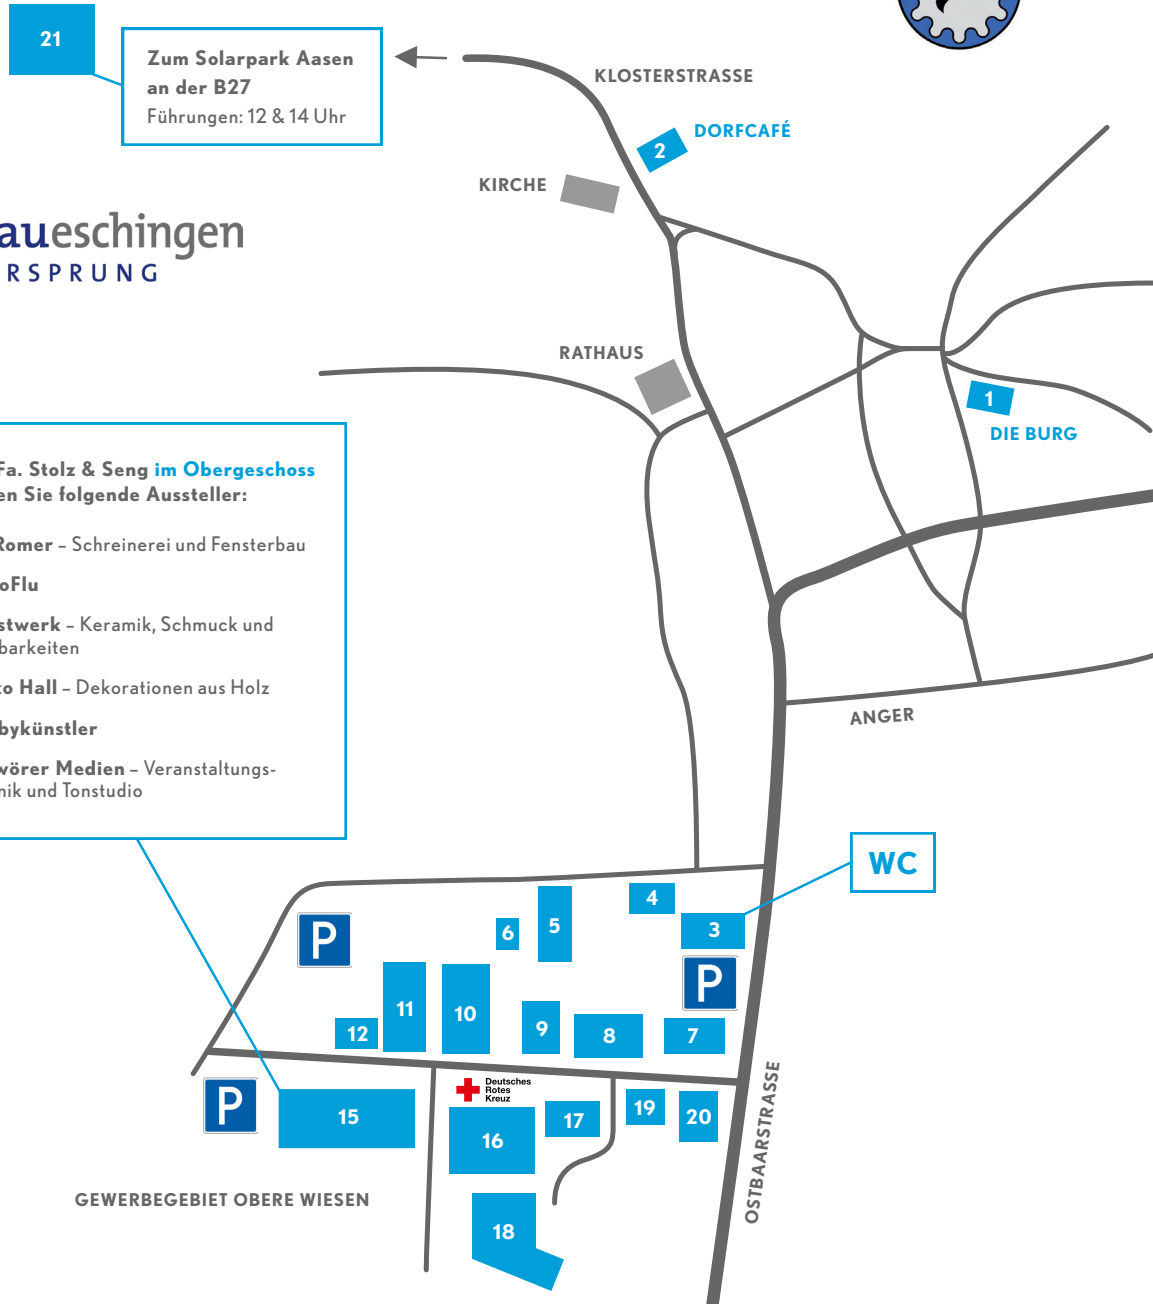 21
Zum Solarpark Aasen
an der B27
Führungen: 12 & 14 Uhr
KLOSTERSTRASSE
2
DORFCAFÉ
KIRCHE
aueschingen
RSPRUNG
RATHAUS
1
DIE BURG
Fa. Stolz & Seng im Obergeschoss
en Sie folgende Aussteller:
Romer – Schreinerei und Fensterbau
oFlu
stwerk – Keramik, Schmuck und
barkeiten
o Hall – Dekorationen aus Holz
bykünstler
wörer Medien – Veranstaltungs-
nik und Tonstudio
ANGER
WC
4
5
6
3
P
P
11
10
9
8
7
12
Deutsches
Rotes
Kreuz
P
15
16
17
19
20
OSTBAARSTRASSE
GEWERBEGEBIET OBERE WIESEN
18